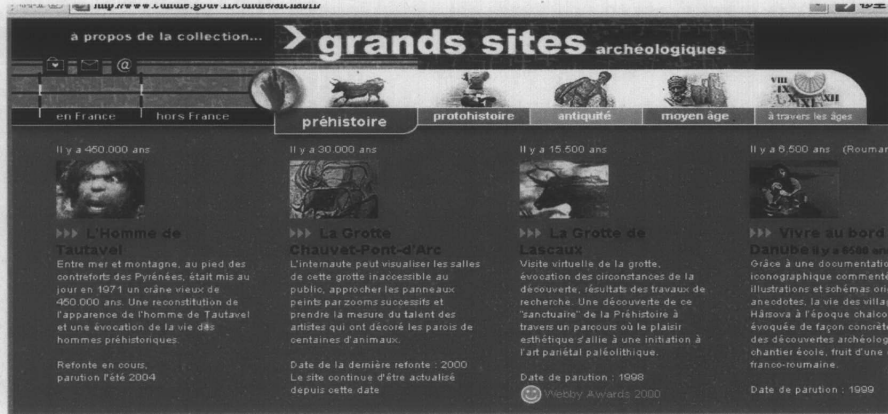 à propos de la collection...
grands sites archéologiques
en France
hors France
préhistoire
protohistoire
antiquité
moyen âge
à travers les âges
Il y a 450.000 ans
L'Homme de
Tautavel
Entre mer et montagne, au pied des
contreforts des Pyrénées, était mis au
jour en 1971 un crâne vieux de
450 000 ans. Une reconstitution de
l'apparence de l'homme de Tautavel
et une évocation de la vie des
hommes préhistoriques.
Refonte en cours,
parution l'été 2004
Il y a 30.000 ans
La Grotte
Chauvet-Pont-d'Arc
L'internaute peut visualiser les salles
de cette grotte inaccessible au
public, approcher les panneaux
peints par zooms successifs et
prendre la mesure du talent des
artistes qui ont décoré les parois de
centaines d'animaux.
Date de la dernière refonte : 2000
Le site continue d'être actualisé
depuis cette date
Il y a 15.500 ans
La Grotte de
Lascaux
Visite virtuelle de la grotte,
évocation des circonstances de la
découverte, résultats des travaux de
recherche. Une découverte de ce
"sanctuaire" de la Préhistoire à
travers un parcours où le plaisir
esthétique s'allie à une initiation à
l'art pariétal paléolithique.
Date de parution : 1998
Webby Awards 2000
Il y a 6.500 ans (Rouman
Vivre au bord
Danube il y a 6500 an
Grâce à une documentatio
iconographique commenté
illustrations et schémas orig
anecdotes, la vie des villag
Hârsova à l'époque chalco
évoquée de façon concrète
des découvertes archéolog
chantier école, fruit d'une
franco-roumaine.
Date de parution : 1999